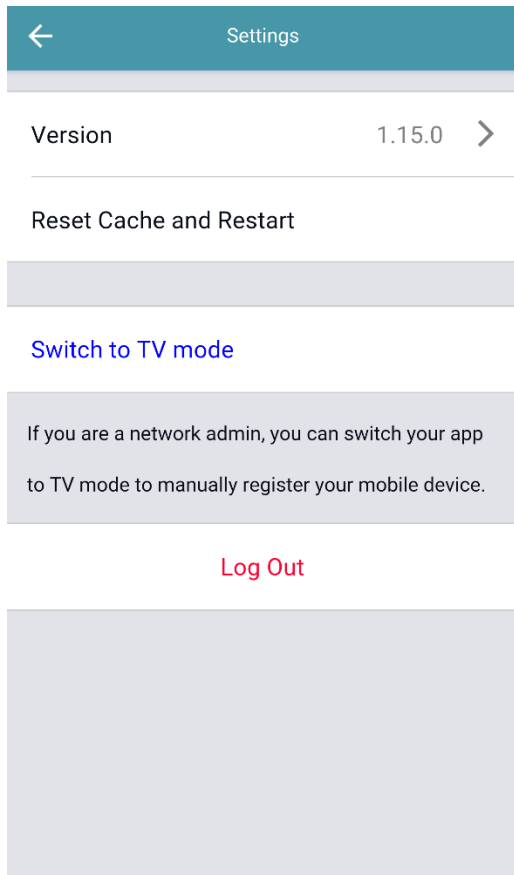 Settings
Version 1.15.0
Reset Cache and Restart
Switch to TV mode
If you are a network admin, you can switch your app
to TV mode to manually register your mobile device.
Log Out